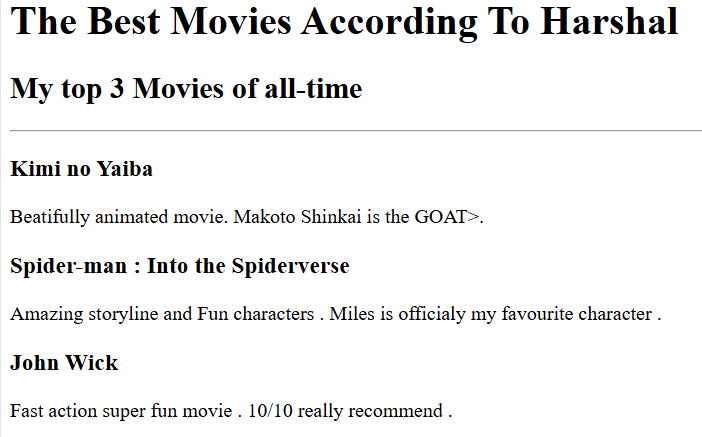 The Best Movies According To Harshal
My top 3 Movies of all-time
Kimi no Yaiba
Beatifully animated movie. Makoto Shinkai is the GOAT>.
Spider-man : Into the Spiderverse
Amazing storyline and Fun characters . Miles is officialy my favourite character .
John Wick
Fast action super fun movie . 10/10 really recommend .